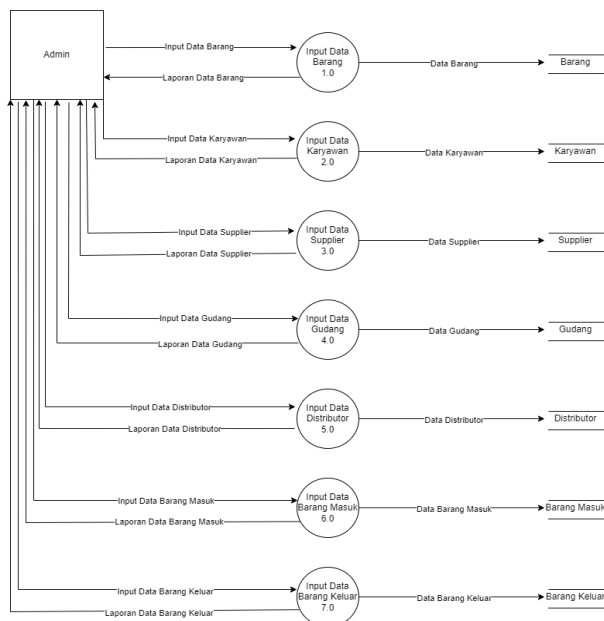 Admin
Input Data Barang
Laporan Data Barang
Input Data
Barang
1.0
Data Barang
Barang
Input Data Karyawan
Laporan Data Karyawan
Input Data
Karyawan
2.0
Data Karyawan
Karyawan
Input Data Supplier
Laporan Data Supplier
Input Data
Supplier
3.0
Data Supplier
Supplier
Input Data Gudang
Laporan Data Gudang
Input Data
Gudang
4.0
Data Gudang
Gudang
Input Data Distributor
Laporan Data Distributor
Input Data
Distributor
5.0
Data Distributor
Distributor
Input Data Barang Masuk
Laporan Data Barang Masuk
Input Data
Barang Masuk
6.0
Data Barang Masuk
Barang Masuk
Input Data Barang Keluar
Laporan Data Barang Keluar
Input Data
Barang Keluar
7.0
Data Barang Keluar
Barang Keluar